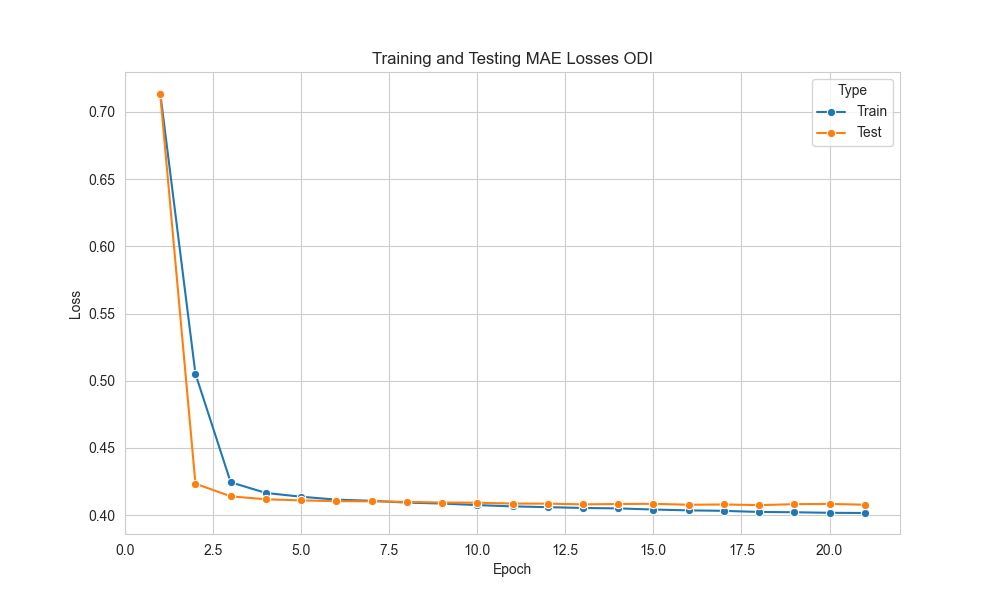 Training and Testing MAE Losses ODI
Type
Train
Test
0.70
0.65
0.60
0.55
0.50
0.45
0.40
Loss
0.0 2.5 5.0 7.5 10.0 12.5 15.0 17.5 20.0
Epoch